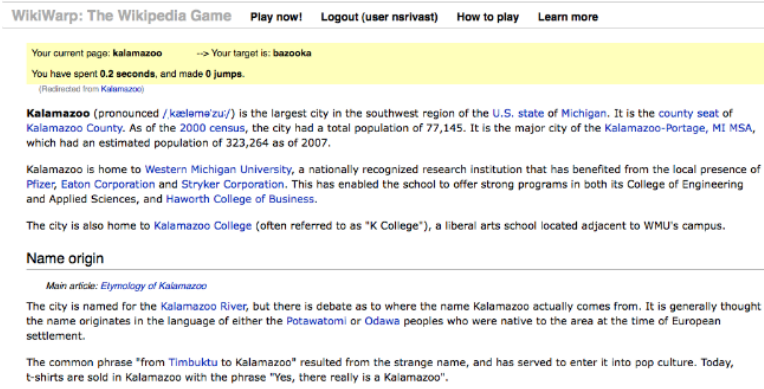 WikiWarp: The Wikipedia Game Play now! Logout (user nsrivast) How to play Learn more
Your current page: kalamazoo --> Your target is: bazooka
You have spent 0.2 seconds, and made 0 jumps.
(Redirected from Kalamazoo)
Kalamazoo (pronounced /ˌkæləməˈzuː/) is the largest city in the southwest region of the U.S. state of Michigan. It is the county seat of
Kalamazoo County. As of the 2000 census, the city had a total population of 77,145. It is the major city of the Kalamazoo-Portage, MI MSA,
which had an estimated population of 323,264 as of 2007.
Kalamazoo is home to Western Michigan University, a nationally recognized research institution that has benefited from the local presence of
Pfizer, Eaton Corporation and Stryker Corporation. This has enabled the school to offer strong programs in both its College of Engineering
and Applied Sciences, and Haworth College of Business.
The city is also home to Kalamazoo College (often referred to as "K College"), a liberal arts school located adjacent to WMU's campus.
Name origin
Main article: Etymology of Kalamazoo
The city is named for the Kalamazoo River, but there is debate as to where the name Kalamazoo actually comes from. It is generally thought
the name originates in the language of either the Potawatomi or Odawa peoples who were native to the area at the time of European
settlement.
The common phrase "from Timbuktu to Kalamazoo" resulted from the strange name, and has served to enter it into pop culture. Today,
t-shirts are sold in Kalamazoo with the phrase "Yes, there really is a Kalamazoo".